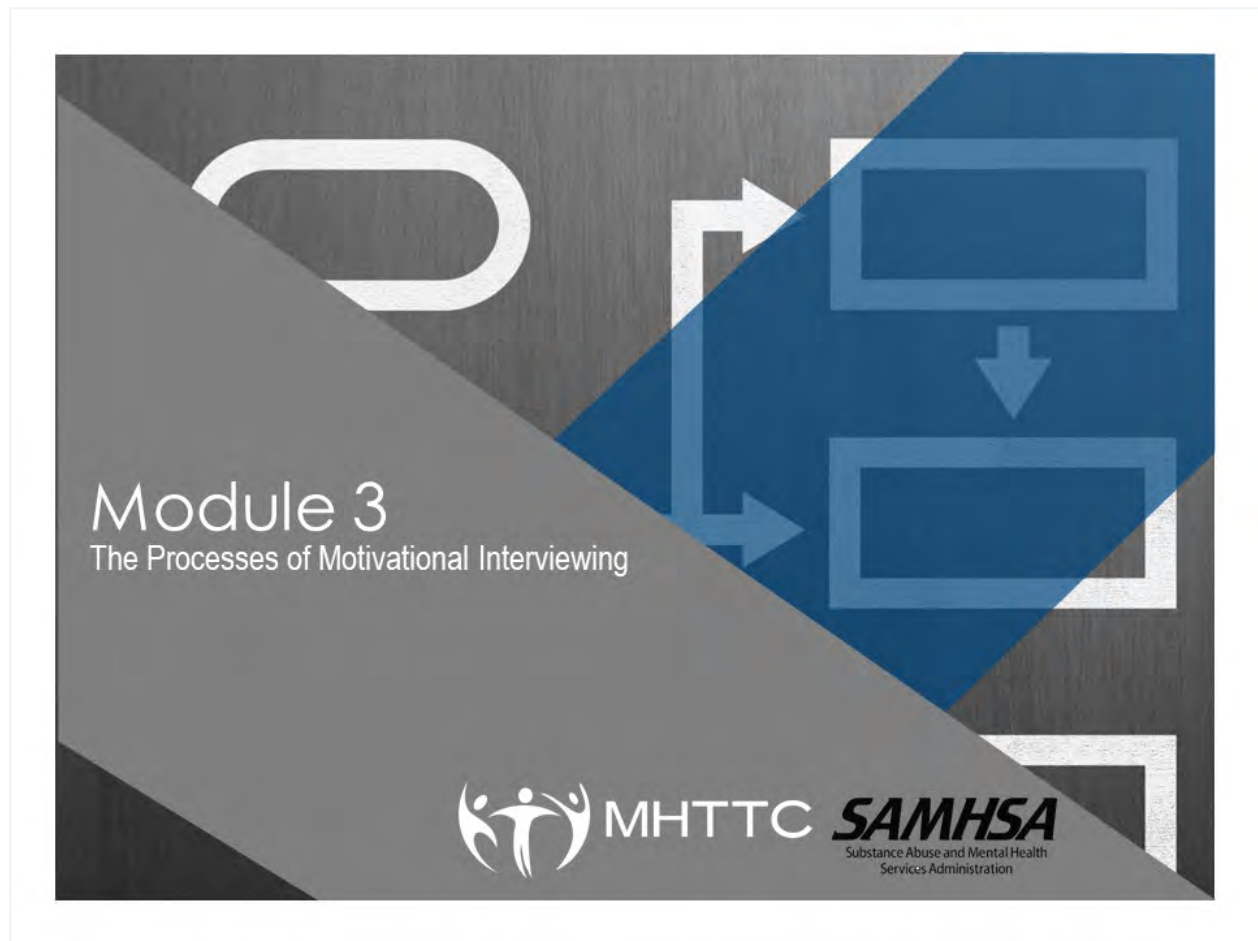 Module 3
The Processes of Motivational Interviewing
MHTTC
SAMHSA
Substance Abuse and Mental Health
Services Administration